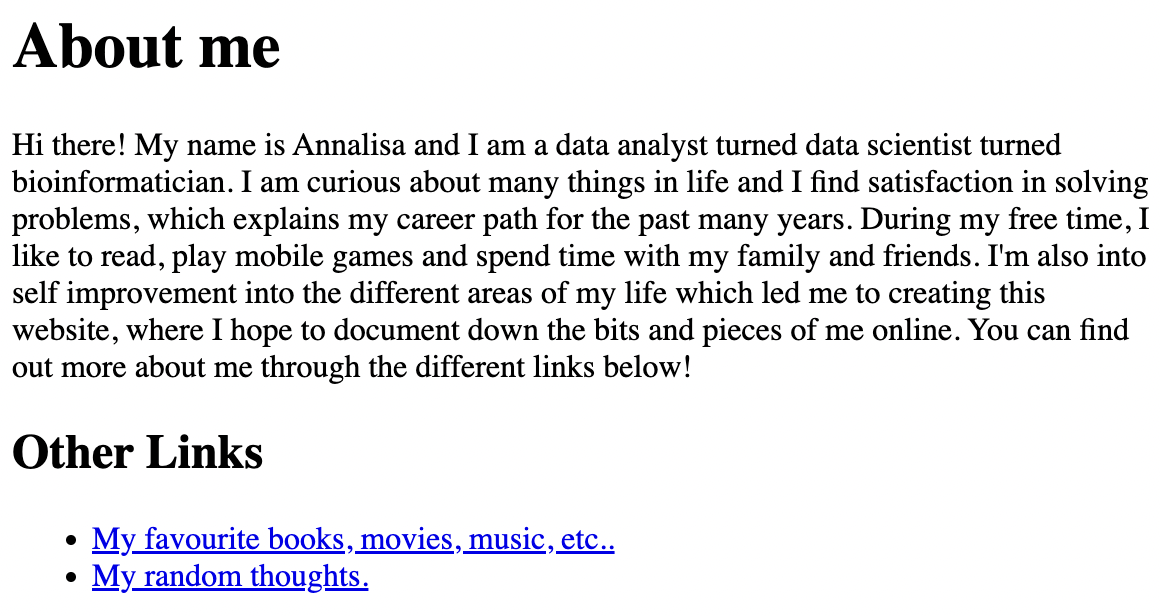 About me
Hi there! My name is Annalisa and I am a data analyst turned data scientist turned
bioinformatician. I am curious about many things in life and I find satisfaction in solving
problems, which explains my career path for the past many years. During my free time, I
like to read, play mobile games and spend time with my family and friends. I'm also into
self improvement into the different areas of my life which led me to creating this
website, where I hope to document down the bits and pieces of me online. You can find
out more about me through the different links below!
Other Links
• My favourite books, movies, music, etc..
• My random thoughts.